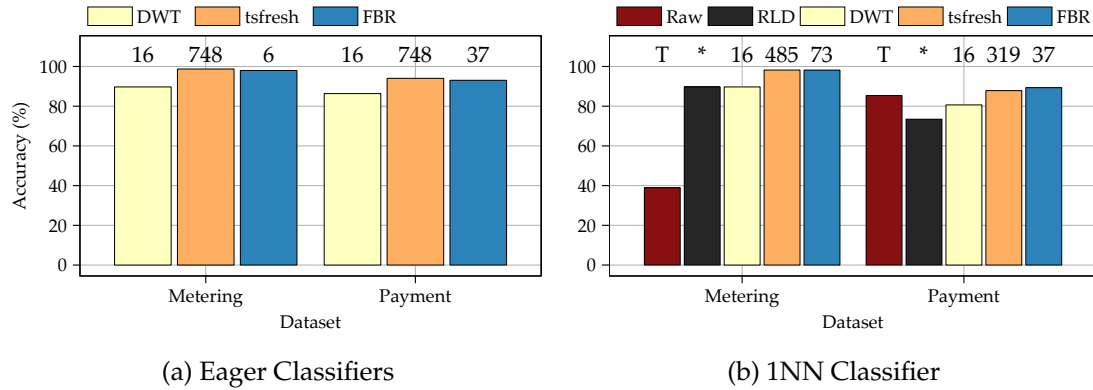 DWT tsfresh FBR
16 748 6 16 748 37
100
80
60
40
20
0
Accuracy (%)
Metering Payment
Dataset
(a) Eager Classifiers
Raw RLD DWT tsfresh FBR
T * 16 485 73 T * 16 319 37
100
80
60
40
20
0
Metering Payment
Dataset
(b) 1NN Classifier